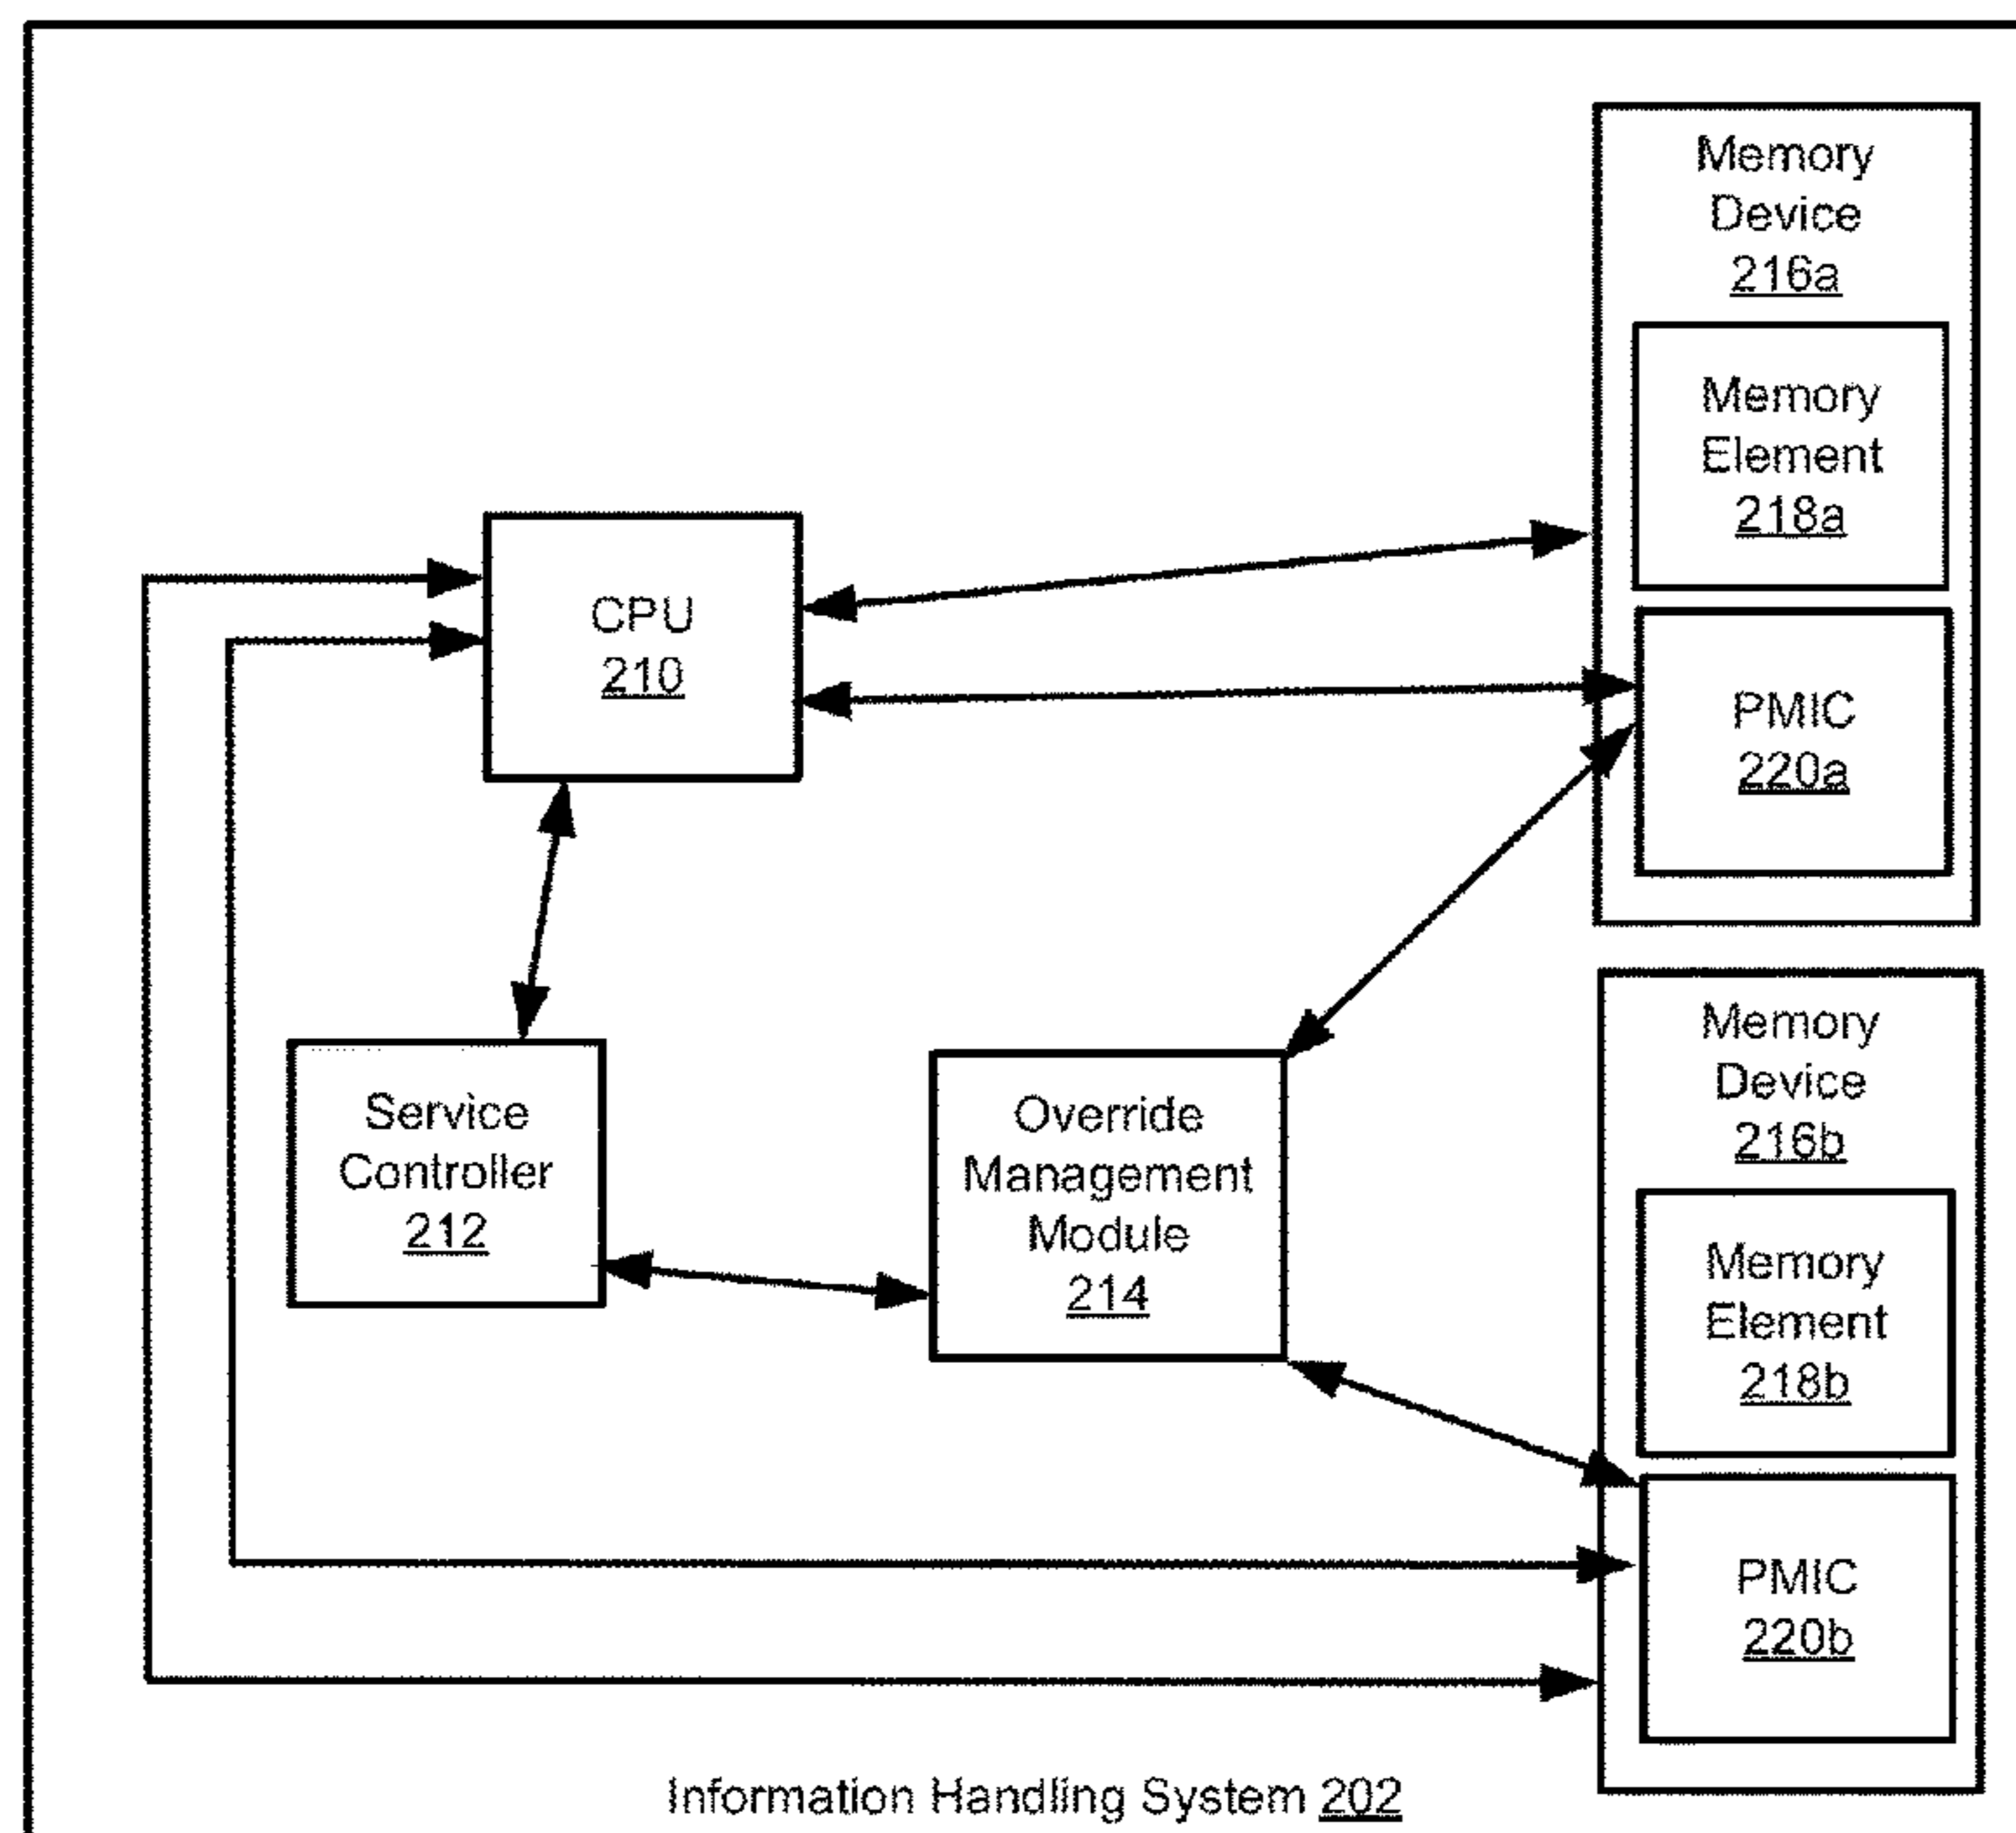 Memory
Device
216a
Memory
Element
218a
CPU
210
PMIC
220a
Memory
Device
216b
Service
Controller
212
Override
Management
Module
214
Memory
Element
218b
PMIC
220b
Information Handling System 202